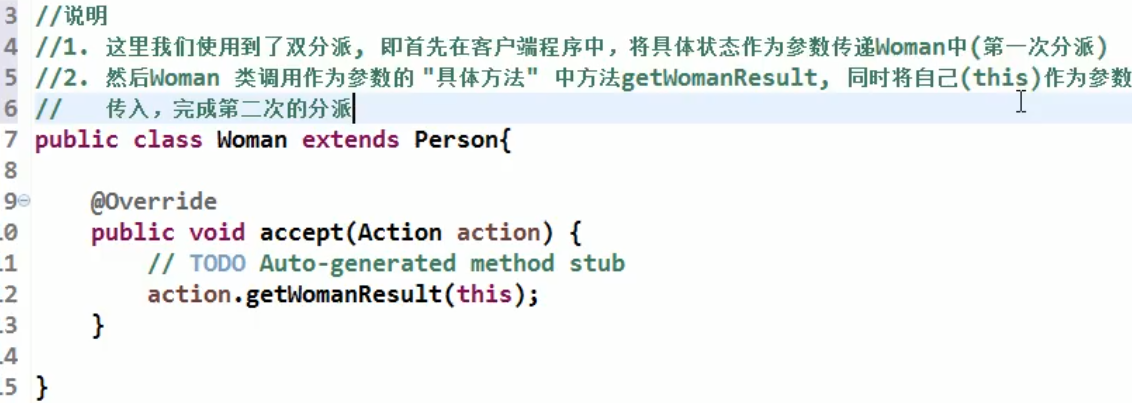 3 //说明
4 //1. 这里我们使用到了双分派, 即首先在客户端程序中，将具体状态作为参数传递Woman中(第一次分派)
5 //2. 然后Woman 类调用作为参数的 "具体方法" 中方法getWomanResult, 同时将自己(this)作为参数
6 // 传入，完成第二次的分派
7 public class Woman extends Person{
8
9 @Override
10 public void accept(Action action) {
11 // TODO Auto-generated method stub
12 action.getWomanResult(this);
13 }
14
15 }